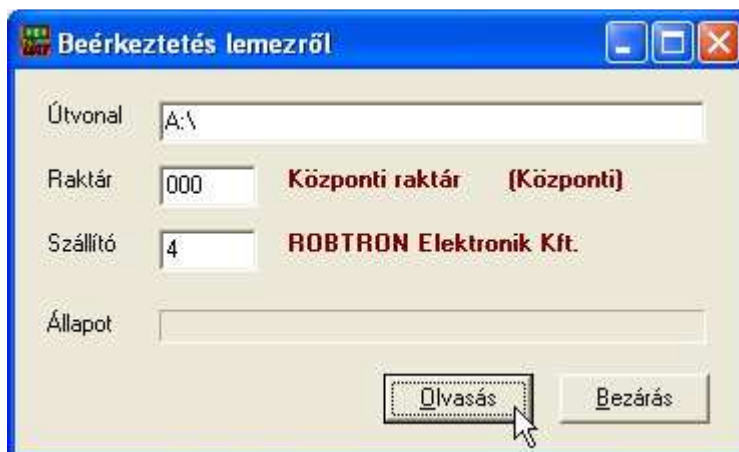 Beérkeztetés lemezről
Útvonal A:\
Raktár 000 Központi raktár (Központi)
Szállító 4 ROBTRON Elektronik Kft.
Állapot
Olvasás Bezárás